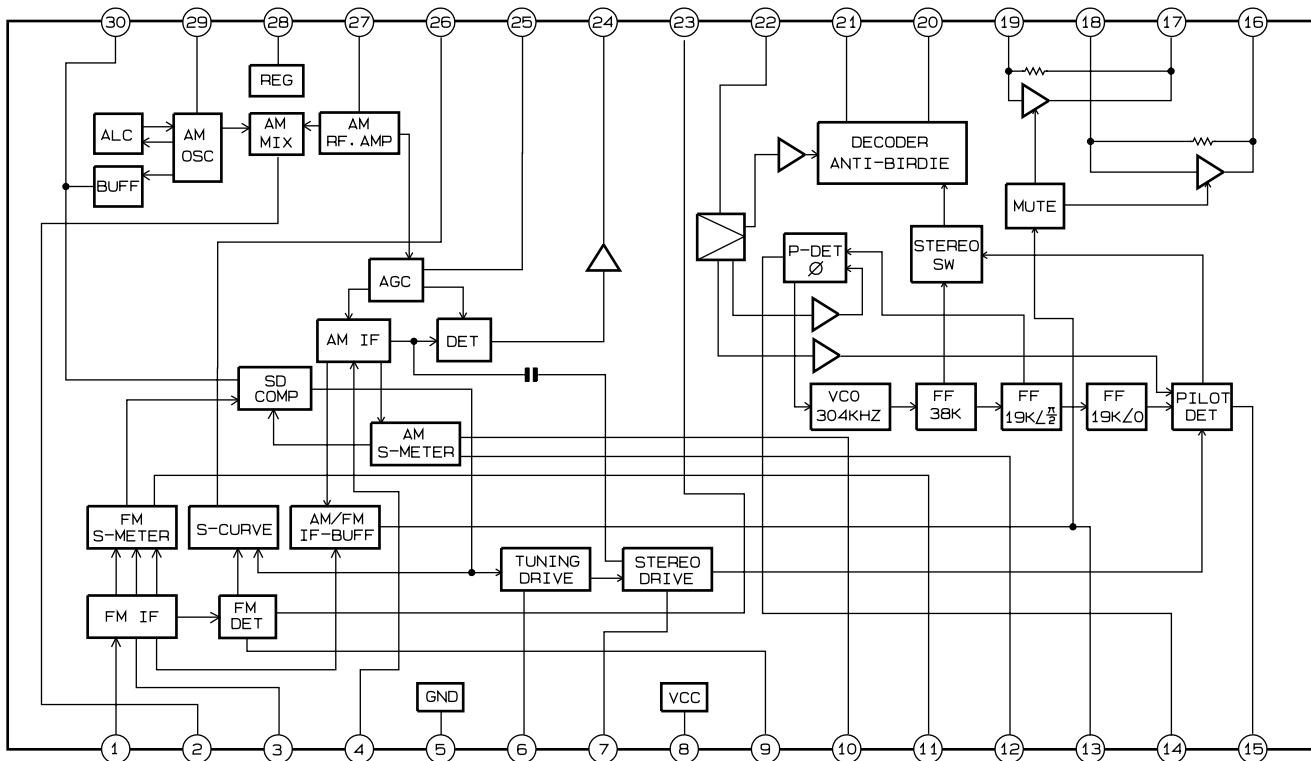 30 29 28 27 26 25 24 23 22 21 20 19 18 17 16
REG
ALC
AM
OSC
AM
MIX
AM
RF. AMP
BUFF
DECODER
ANTI-BIRDIE
MUTE
STEREO
SW
P-DET
Ø
AGC
AM IF
DET
SD
COMP
VCO
304KHZ
FF
38K
FF
19K∠π/2
FF
19K∠0
PILOT
DET
AM
S-METER
FM
S-METER
S-CURVE
AM/FM
IF-BUFF
TUNING
DRIVE
STEREO
DRIVE
FM IF
FM
DET
GND
VCC
1 2 3 4 5 6 7 8 9 10 11 12 13 14 15